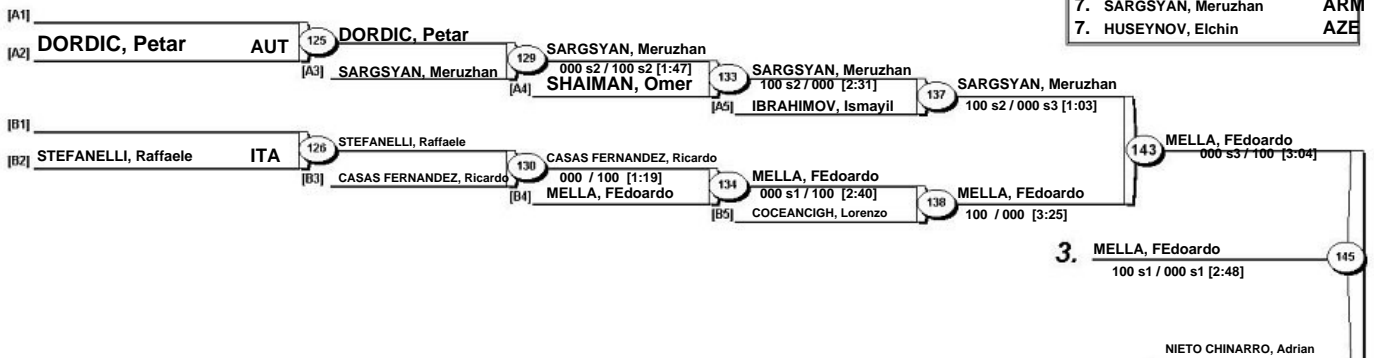 7. SARGSYAN, Meruzhan ARM
7. HUSEYNOV, Elchin AZE
[A1]
[A2] DORDIC, Petar AUT
125
DORDIC, Petar
[A3] SARGSYAN, Meruzhan
129
SARGSYAN, Meruzhan
000 s2 / 100 s2 [1:47]
[A4] SHAIMAN, Omer
133
SARGSYAN, Meruzhan
100 s2 / 000 [2:31]
[A5] IBRAHIMOV, Ismayil
137
SARGSYAN, Meruzhan
100 s2 / 000 s3 [1:03]
[B1]
[B2] STEFANELLI, Raffaele ITA
126
STEFANELLI, Raffaele
[B3] CASAS FERNANDEZ, Ricardo
130
CASAS FERNANDEZ, Ricardo
000 / 100 [1:19]
[B4] MELLA, FEdoardo
134
MELLA, FEdoardo
000 s1 / 100 [2:40]
[B5] COCEANCIGH, Lorenzo
138
MELLA, FEdoardo
100 / 000 [3:25]
143
MELLA, FEdoardo
000 s3 / 100 [3:04]
3. MELLA, FEdoardo
100 s1 / 000 s1 [2:48]
145
NIETO CHINARRO, Adrian